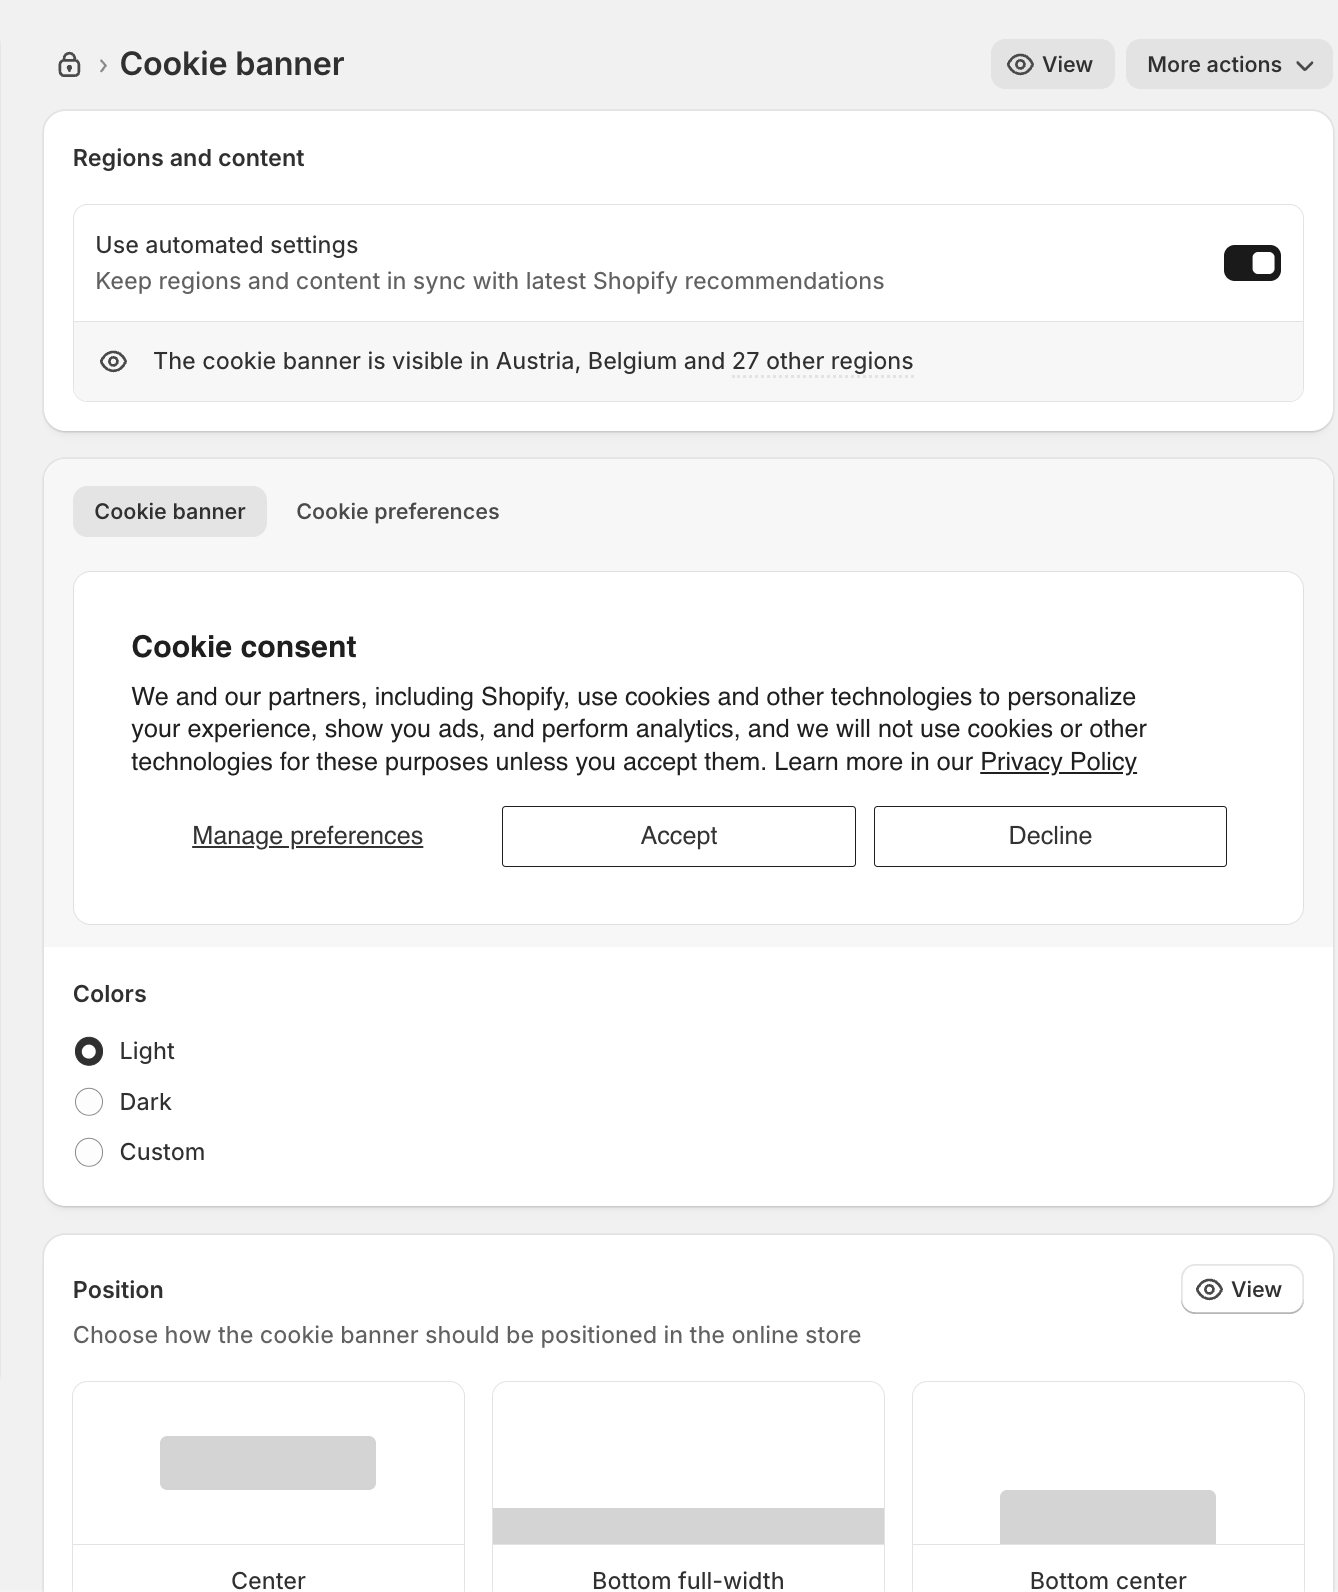 Cookie banner
View
More actions
Regions and content
Use automated settings
Keep regions and content in sync with latest Shopify recommendations
The cookie banner is visible in Austria, Belgium and 27 other regions
Cookie banner
Cookie preferences
Cookie consent
We and our partners, including Shopify, use cookies and other technologies to personalize
your experience, show you ads, and perform analytics, and we will not use cookies or other
technologies for these purposes unless you accept them. Learn more in our Privacy Policy
Manage preferences
Accept
Decline
Colors
Light
Dark
Custom
Position
View
Choose how the cookie banner should be positioned in the online store
Center
Bottom full-width
Bottom center